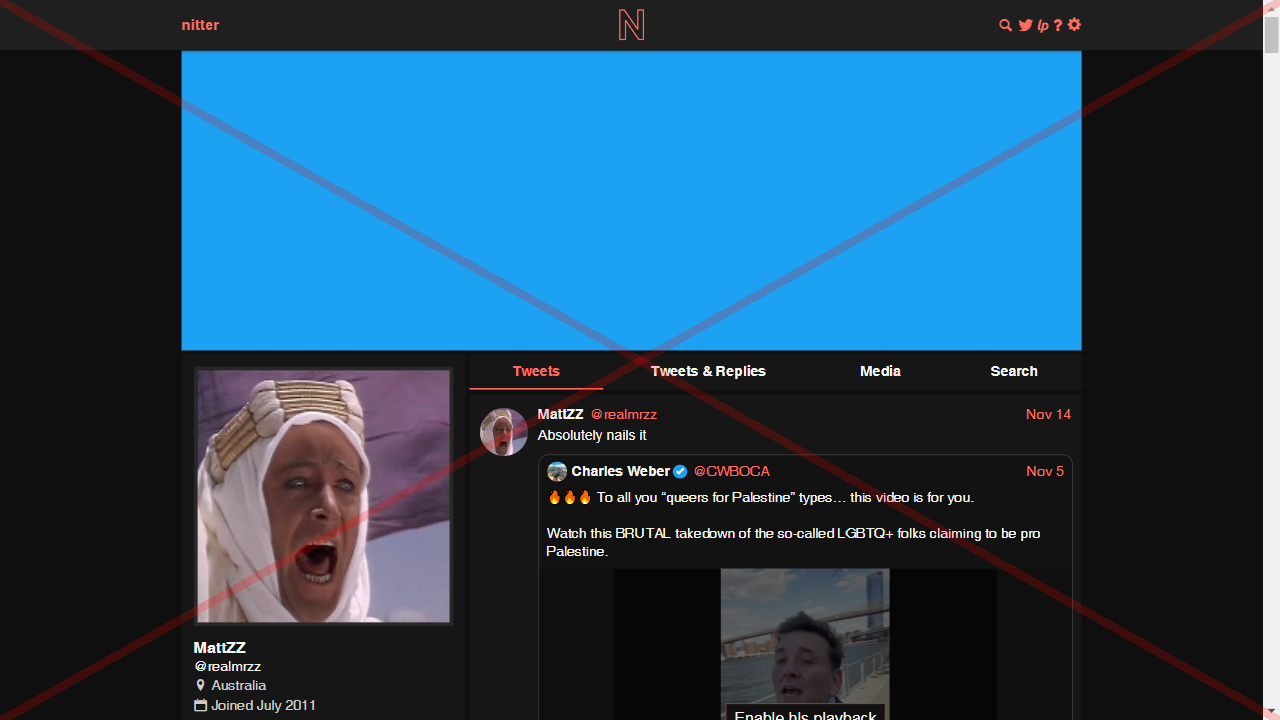 nitter
N
lp ?
Tweets
Tweets & Replies
Media
Search
MattZZ @realmrzz Nov 14
Absolutely nails it
Charles Weber @CWBOCA Nov 5
🔥🔥🔥 To all you “queers for Palestine” types… this video is for you.
Watch this BRUTAL takedown of the so-called LGBTQ+ folks claiming to be pro
Palestine.
Enable hls playback
MattZZ
@realmrzz
Australia
Joined July 2011